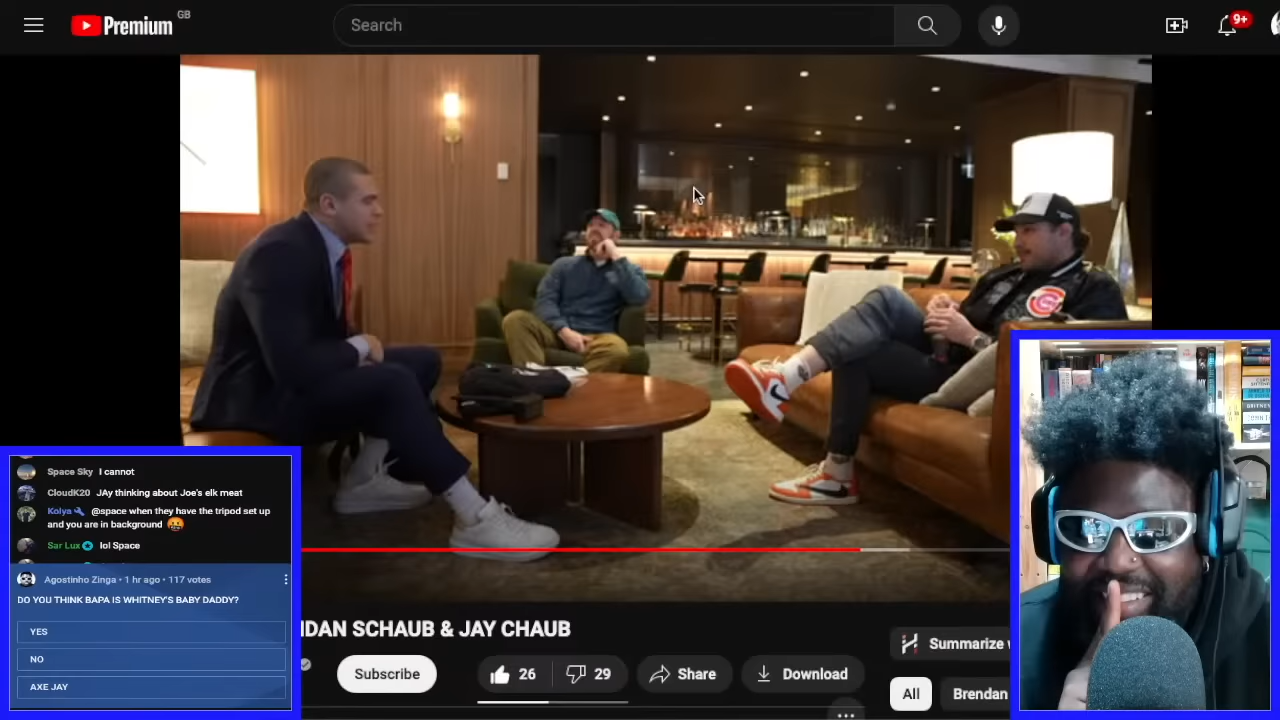 Premium GB
Search
9+
C
Space Sky I cannot
CloudK20 JAy thinking about Joe's elk meat
Kolya @space when they have the tripod set up
and you are in background
Sar Lux lol Space
Agostinho Zinga • 1 hr ago • 117 votes
DO YOU THINK BAPA IS WHITNEY'S BABY DADDY?
YES
NO
AXE JAY
IDAN SCHAUB & JAY CHAUB
Subscribe
26
29
Share
Download
Summarize
All
Brendan